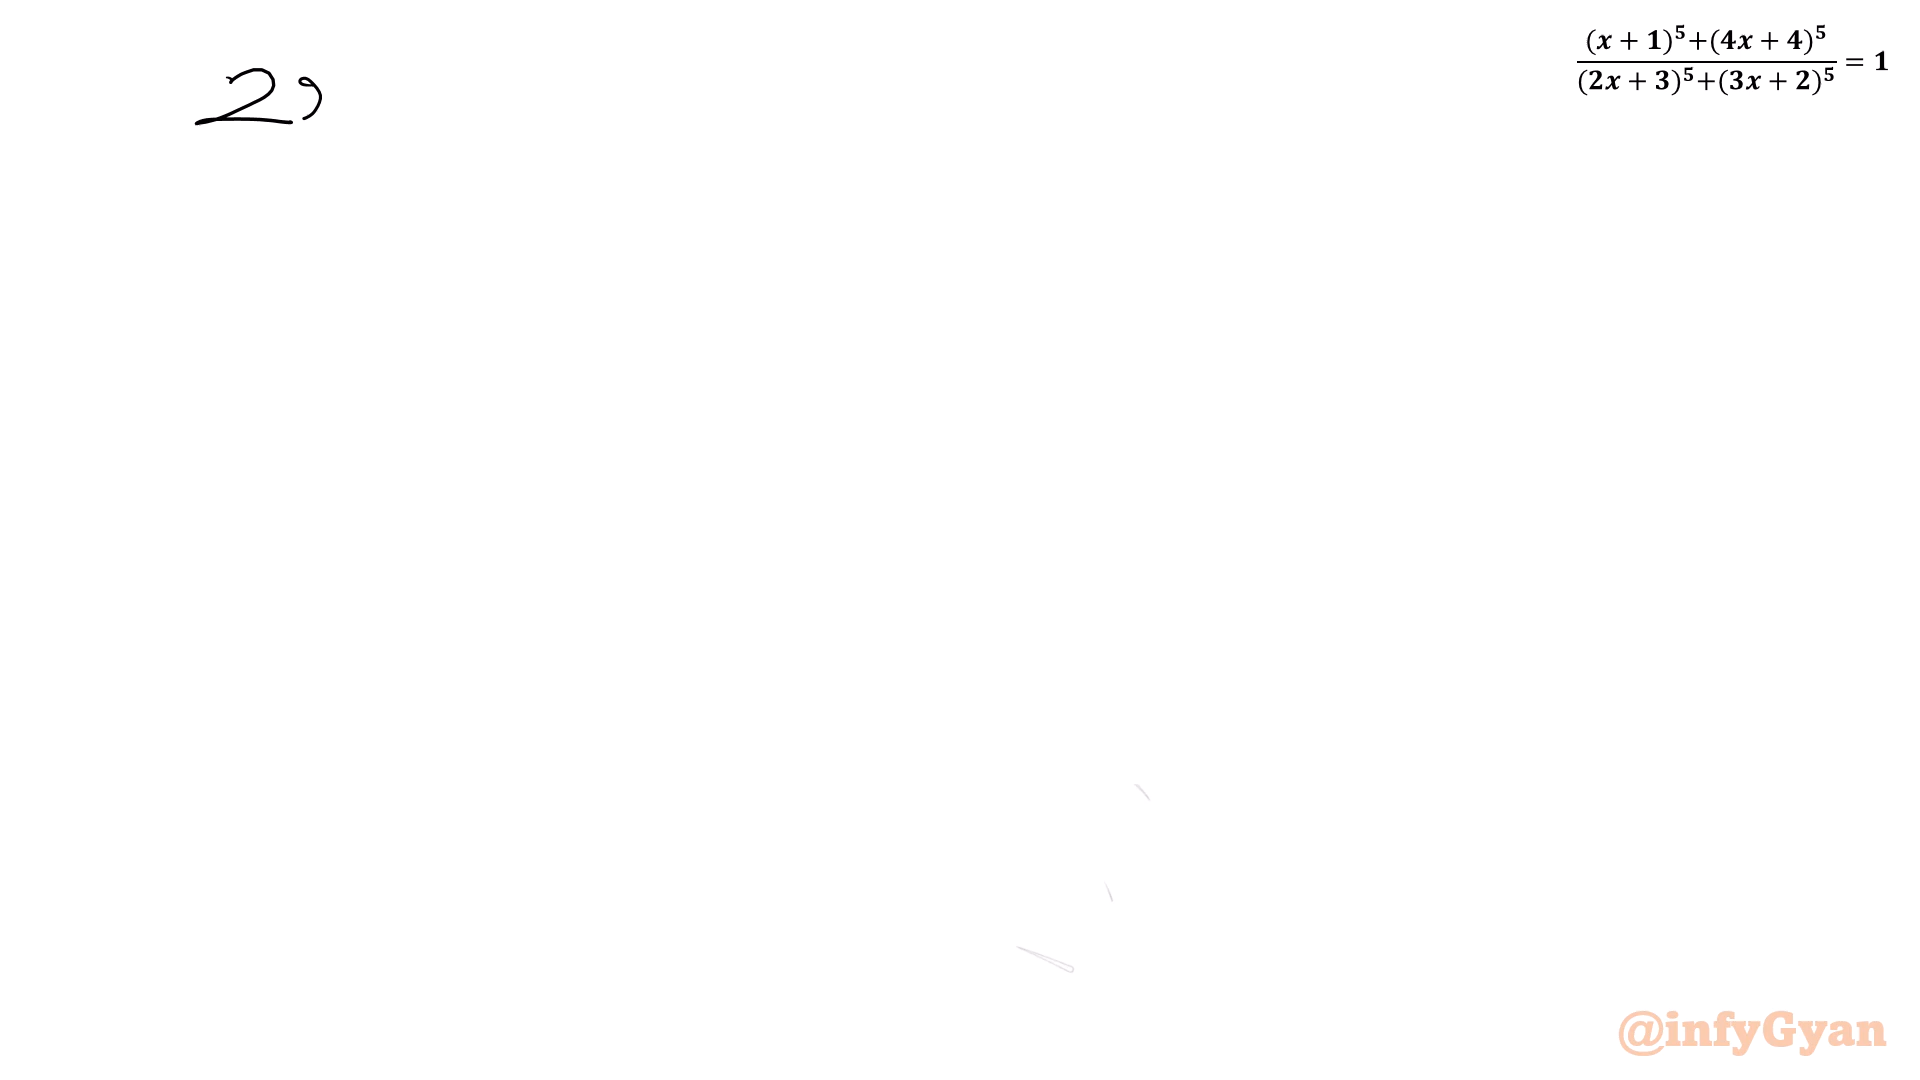 2,
(x + 1)⁵+(4x + 4)⁵
(2x + 3)⁵+(3x + 2)⁵ = 1
@infyGyan